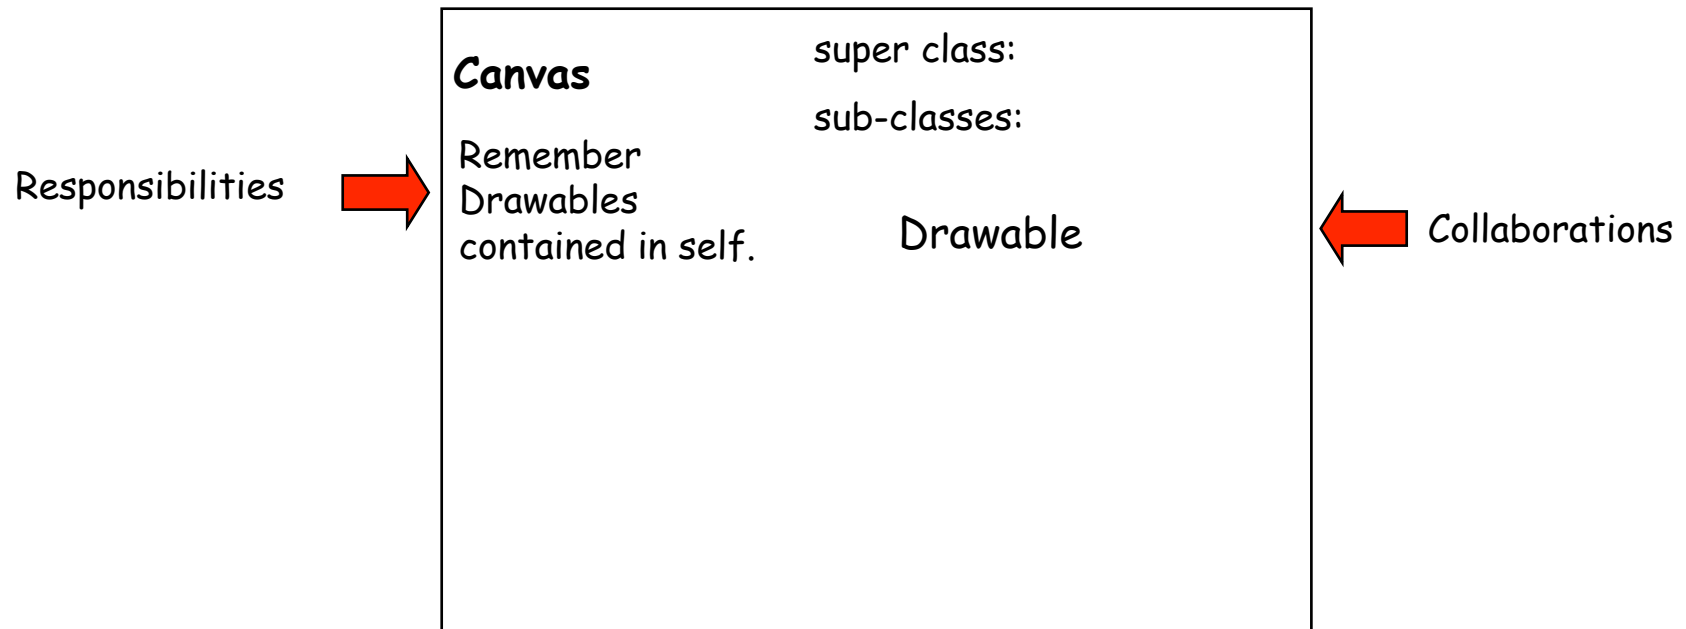 Canvas
super class:
sub-classes:
Responsibilities
Remember
Drawables
contained in self.
Drawable
Collaborations